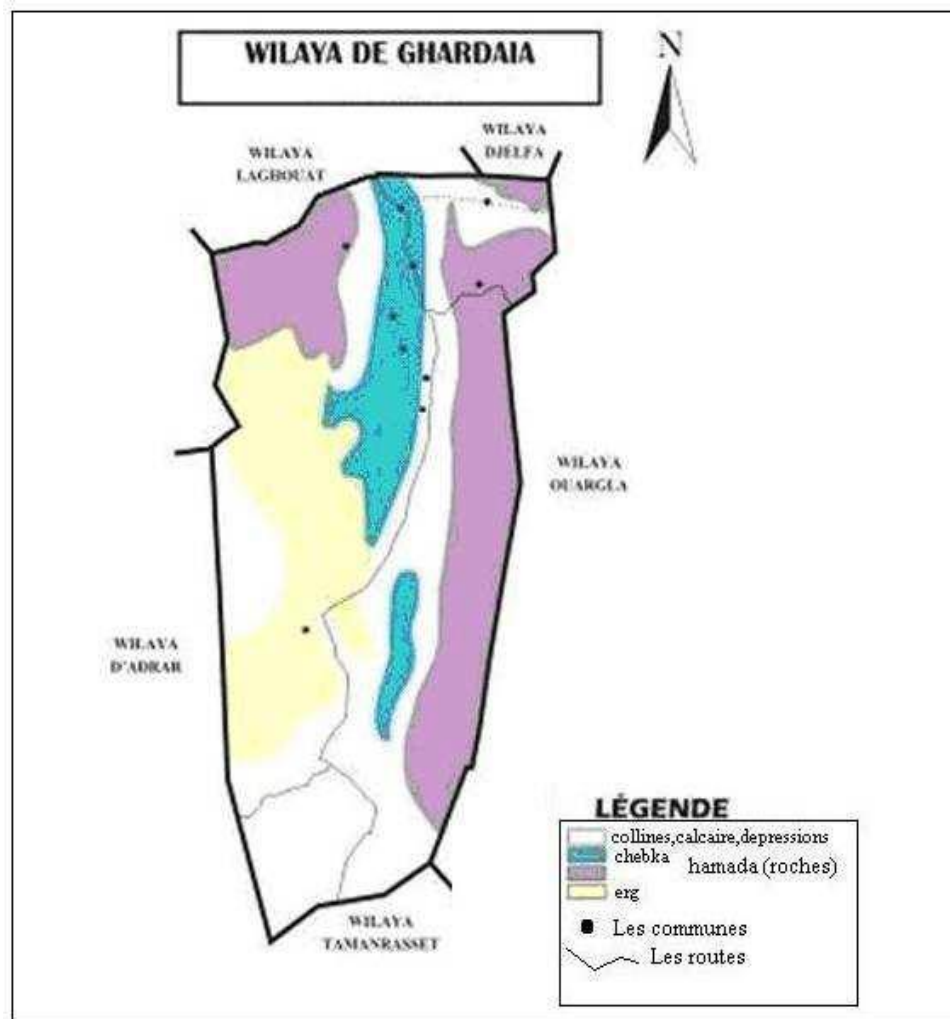 WILAYA DE GHARDAIA
N
WILAYA
DJELFA
WILAYA
LAGHOUAT
WILAYA
OUARGLA
WILAYA
D'ADRAR
WILAYA
TAMANRASSET
LÉGENDE
collines,calcaire,depressions
chebka
hamada (roches)
erg
Les communes
Les routes